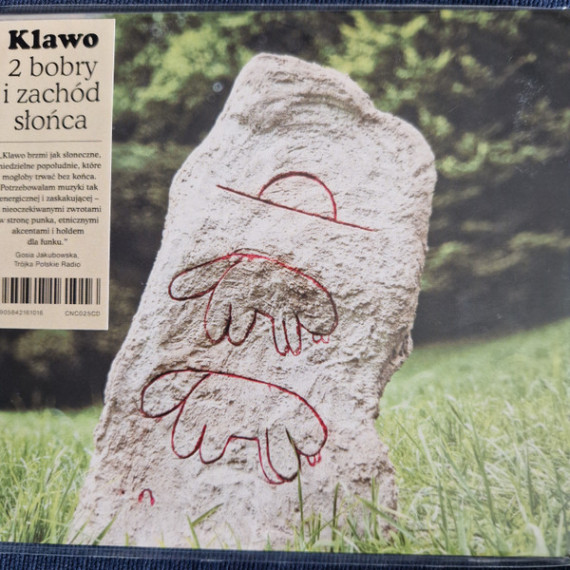 Klawo
2 bobry
i zachód
słońca
„Klawo brzmi jak słoneczne,
niedzielne popołudnie, które
mogłoby trwać bez końca.
Potrzebowałam muzyki tak
energicznej i zaskakującej –
nieoczekiwanymi zwrotami
w stronę punka, etnicznymi
akcentami i hołdem
dla funku."
Gosia Jakubowska,
Trójka Polskie Radio
CNC025CD